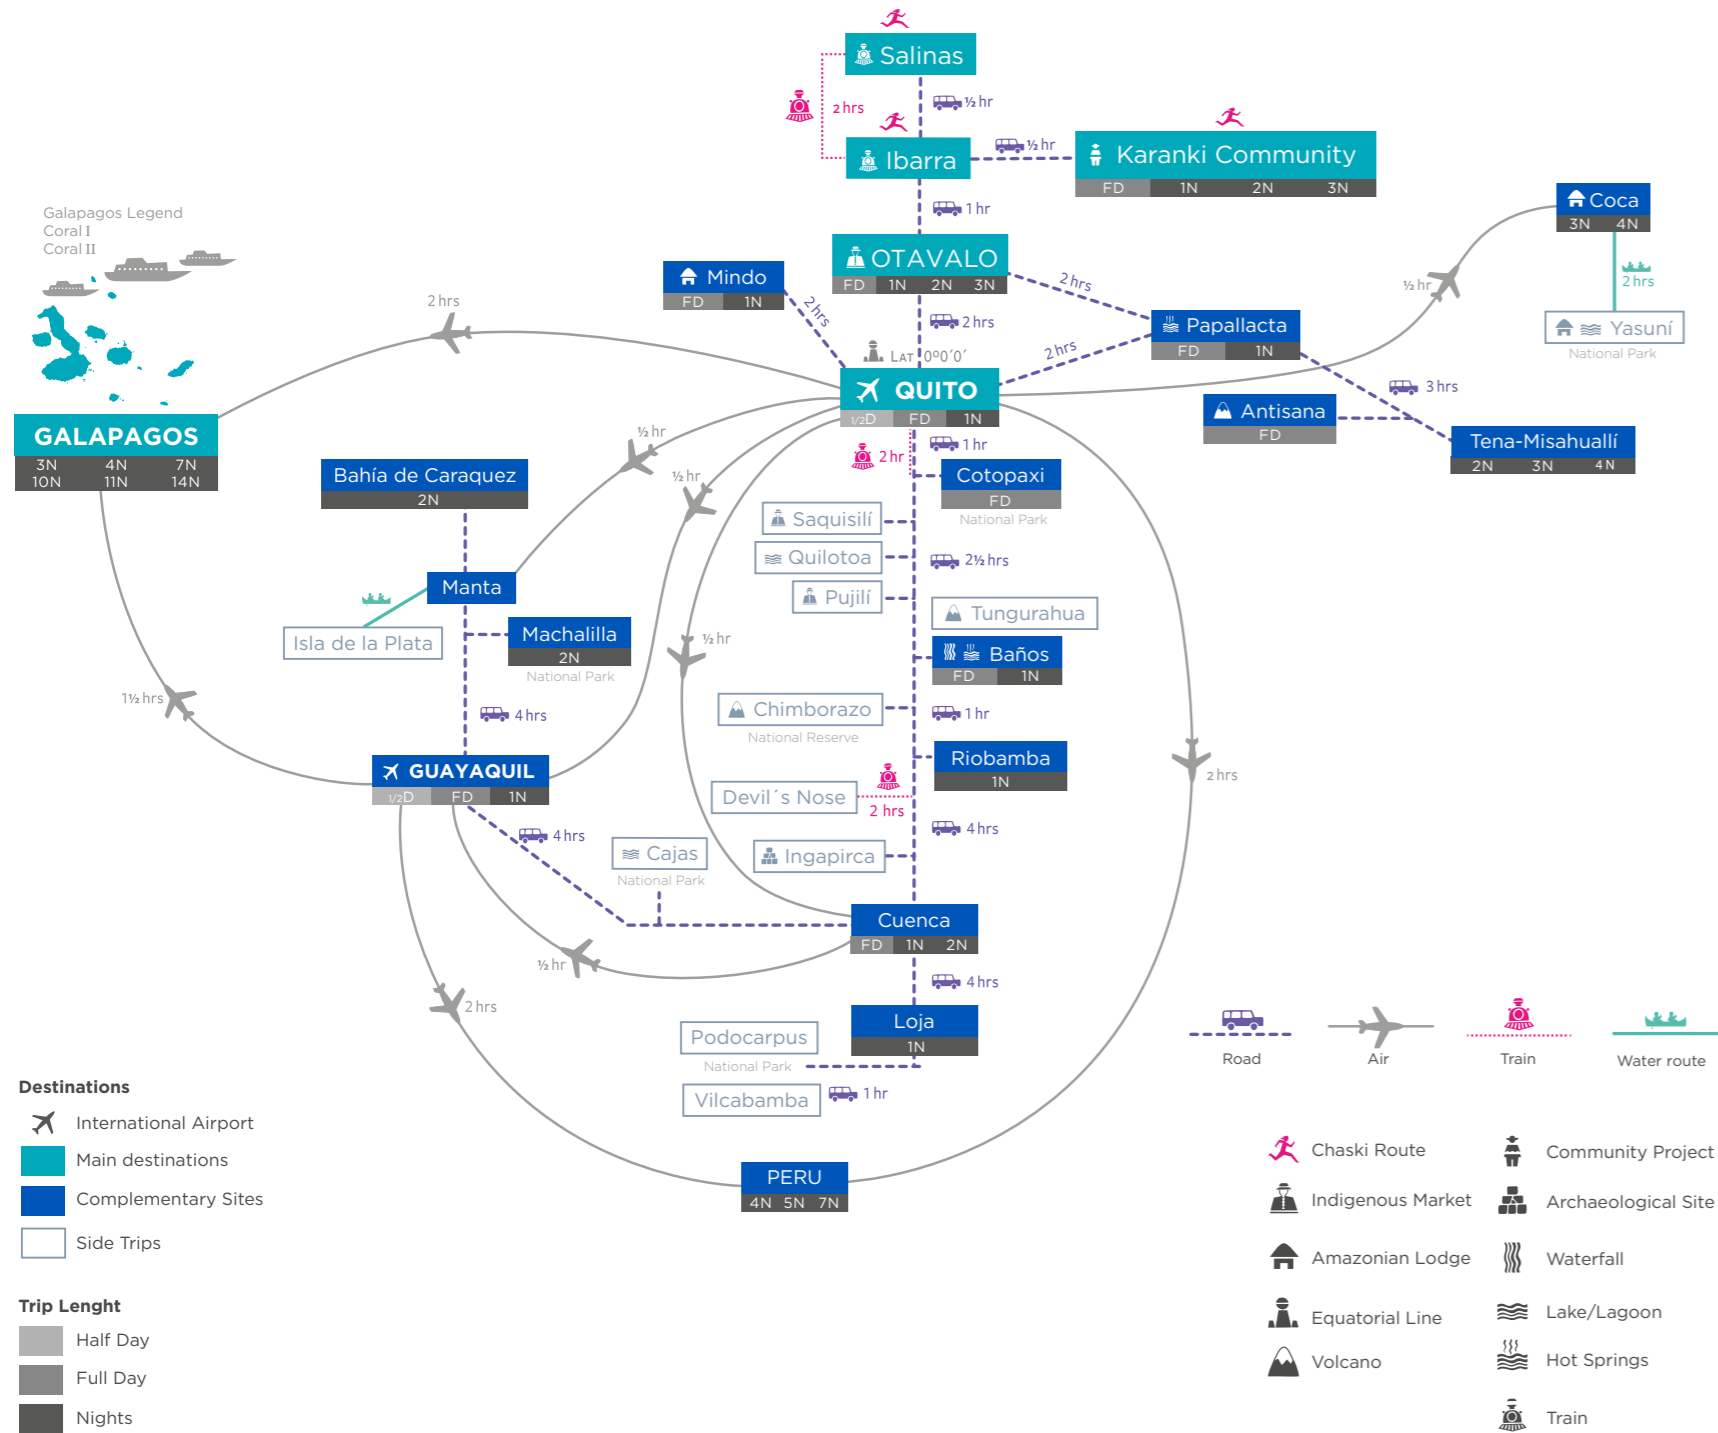 Salinas
½ hr
2 hrs
Ibarra
½ hr
Karanki Community
FD 1N 2N 3N
1 hr
Coca
3N 4N
2 hrs
Yasuní
National Park
Galapagos Legend
Coral I
Coral II
OTAVALO
FD 1N 2N 3N
Mindo
FD 1N
2 hrs
2 hrs
½ hr
2 hrs
2 hrs
Papallacta
FD 1N
2 hrs
LAT 0º0´0´
QUITO
1/2D FD 1N
3 hrs
Antisana
FD
Tena-Misahuallí
2N 3N 4N
GALAPAGOS
3N 4N 7N
10N 11N 14N
½ hr
½ hr
2 hr
1 hr
Bahía de Caraquez
2N
Cotopaxi
FD
National Park
Saquisilí
Quilotoa
2½ hrs
Pujilí
Manta
Tungurahua
Isla de la Plata
Machalilla
2N
National Park
½ hr
Baños
FD 1N
1½ hrs
4 hrs
Chimborazo
National Reserve
1 hr
Riobamba
1N
GUAYAQUIL
1/2D FD 1N
2 hrs
Devil´s Nose
2 hrs
4 hrs
4 hrs
Cajas
National Park
Ingapirca
Cuenca
FD 1N 2N
½ hr
4 hrs
2 hrs
Loja
1N
Podocarpus
National Park
Vilcabamba
1 hr
PERU
4N 5N 7N
Road
Air
Train
Water route
Destinations
International Airport
Main destinations
Complementary Sites
Side Trips
Trip Lenght
Half Day
Full Day
Nights
Chaski Route
Indigenous Market
Amazonian Lodge
Equatorial Line
Volcano
Community Project
Archaeological Site
Waterfall
Lake/Lagoon
Hot Springs
Train